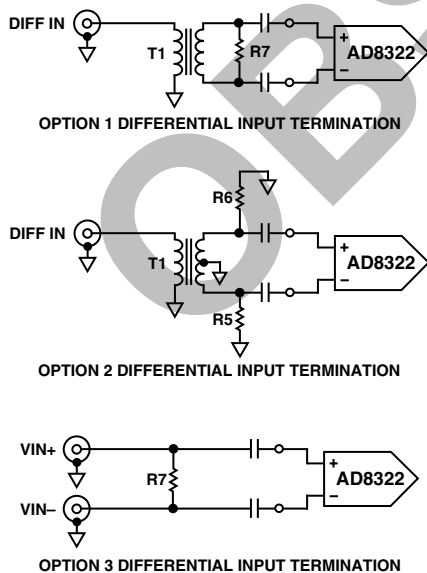 DIFF IN
T1
R7
+
−
AD8322
OPTION 1 DIFFERENTIAL INPUT TERMINATION
R6
DIFF IN
T1
+
−
AD8322
R5
OPTION 2 DIFFERENTIAL INPUT TERMINATION
VIN+
R7
VIN–
+
−
AD8322
OPTION 3 DIFFERENTIAL INPUT TERMINATION